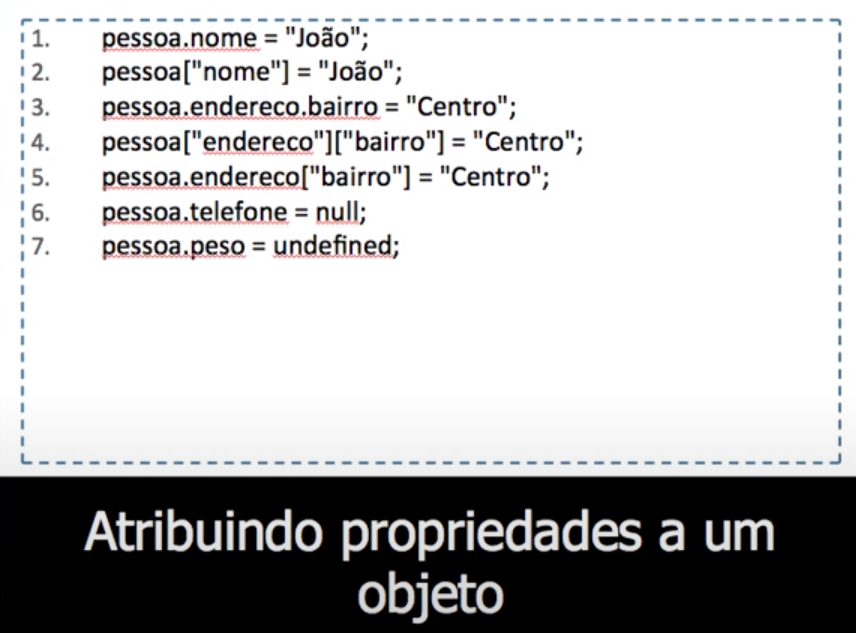 1. pessoa.nome = "João";
2. pessoa["nome"] = "João";
3. pessoa.endereco.bairro = "Centro";
4. pessoa["endereco"]["bairro"] = "Centro";
5. pessoa.endereco["bairro"] = "Centro";
6. pessoa.telefone = null;
7. pessoa.peso = undefined;
Atribuindo propriedades a um
objeto